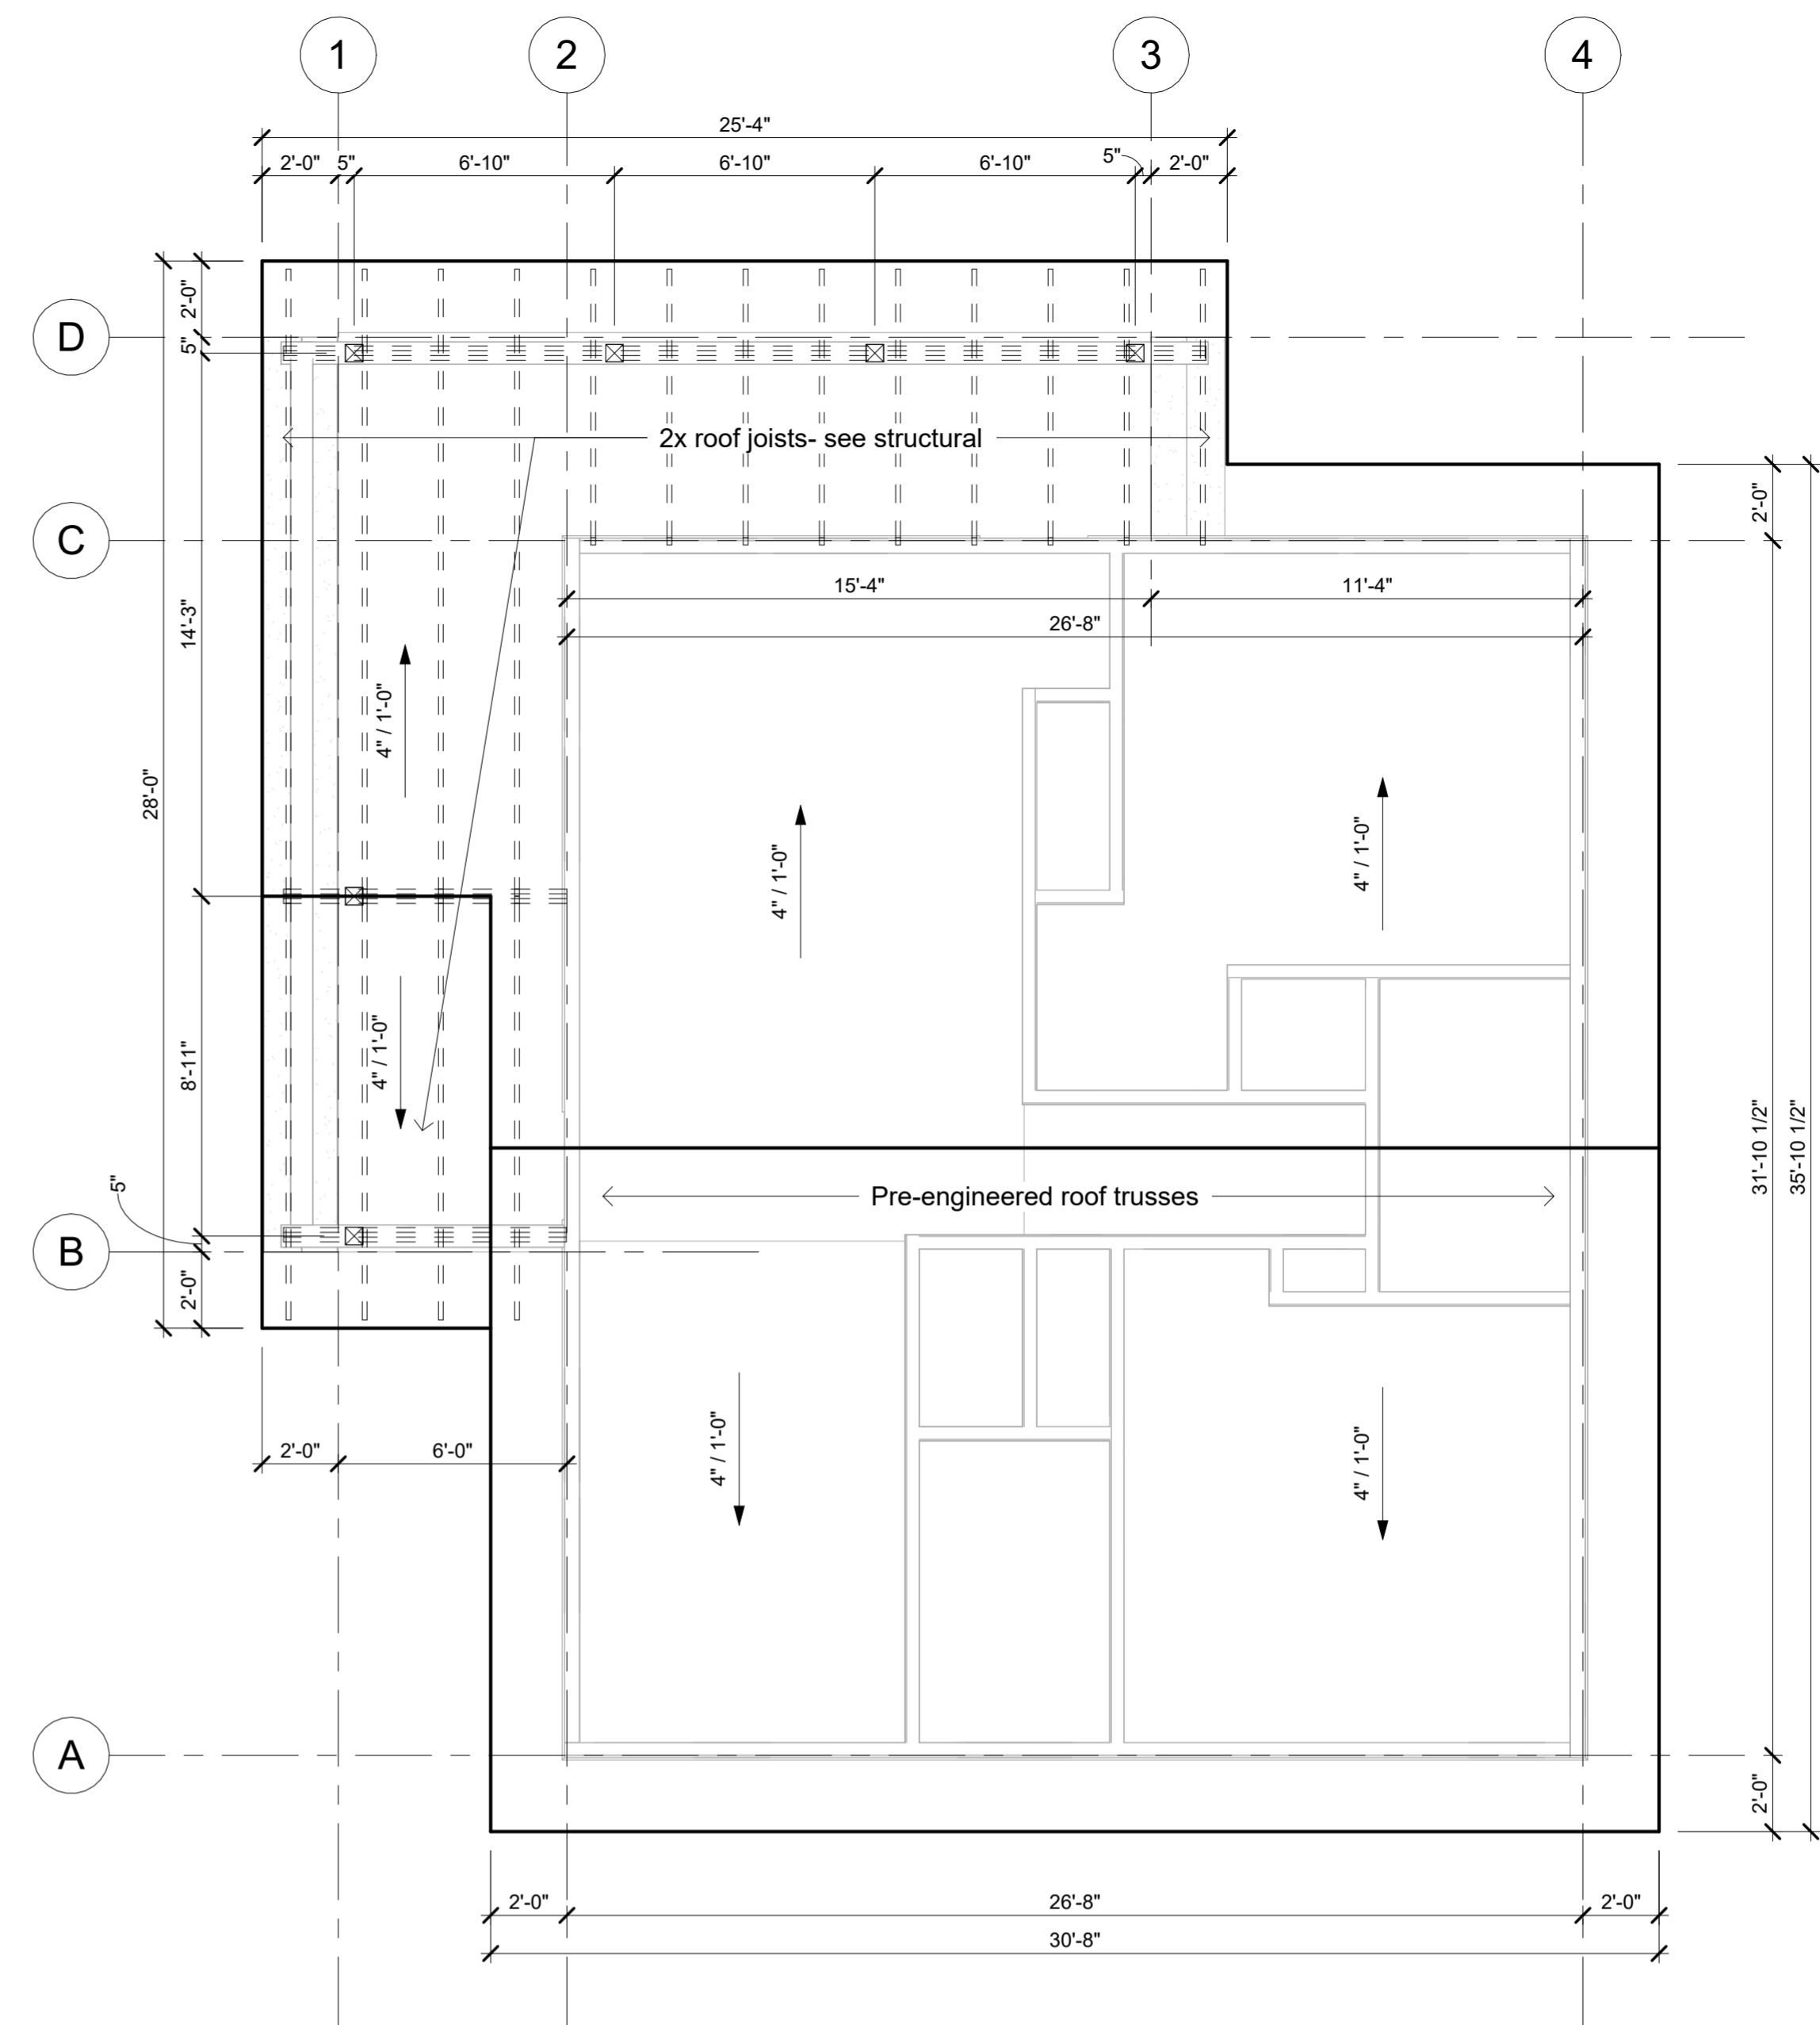 1
2
3
4
25'-4"
2'-0"
5"
6'-10"
6'-10"
6'-10"
5"
2'-0"
D
2'-0"
5"
2x roof joists- see structural
C
2'-0"
15'-4"
11'-4"
26'-8"
14'-3"
28'-0"
4" / 1'-0"
4" / 1'-0"
4" / 1'-0"
4" / 1'-0"
8'-11"
31'-10 1/2"
35'-10 1/2"
5"
Pre-engineered roof trusses
B
2'-0"
2'-0"
6'-0"
4" / 1'-0"
4" / 1'-0"
A
2'-0"
2'-0"
26'-8"
2'-0"
30'-8"